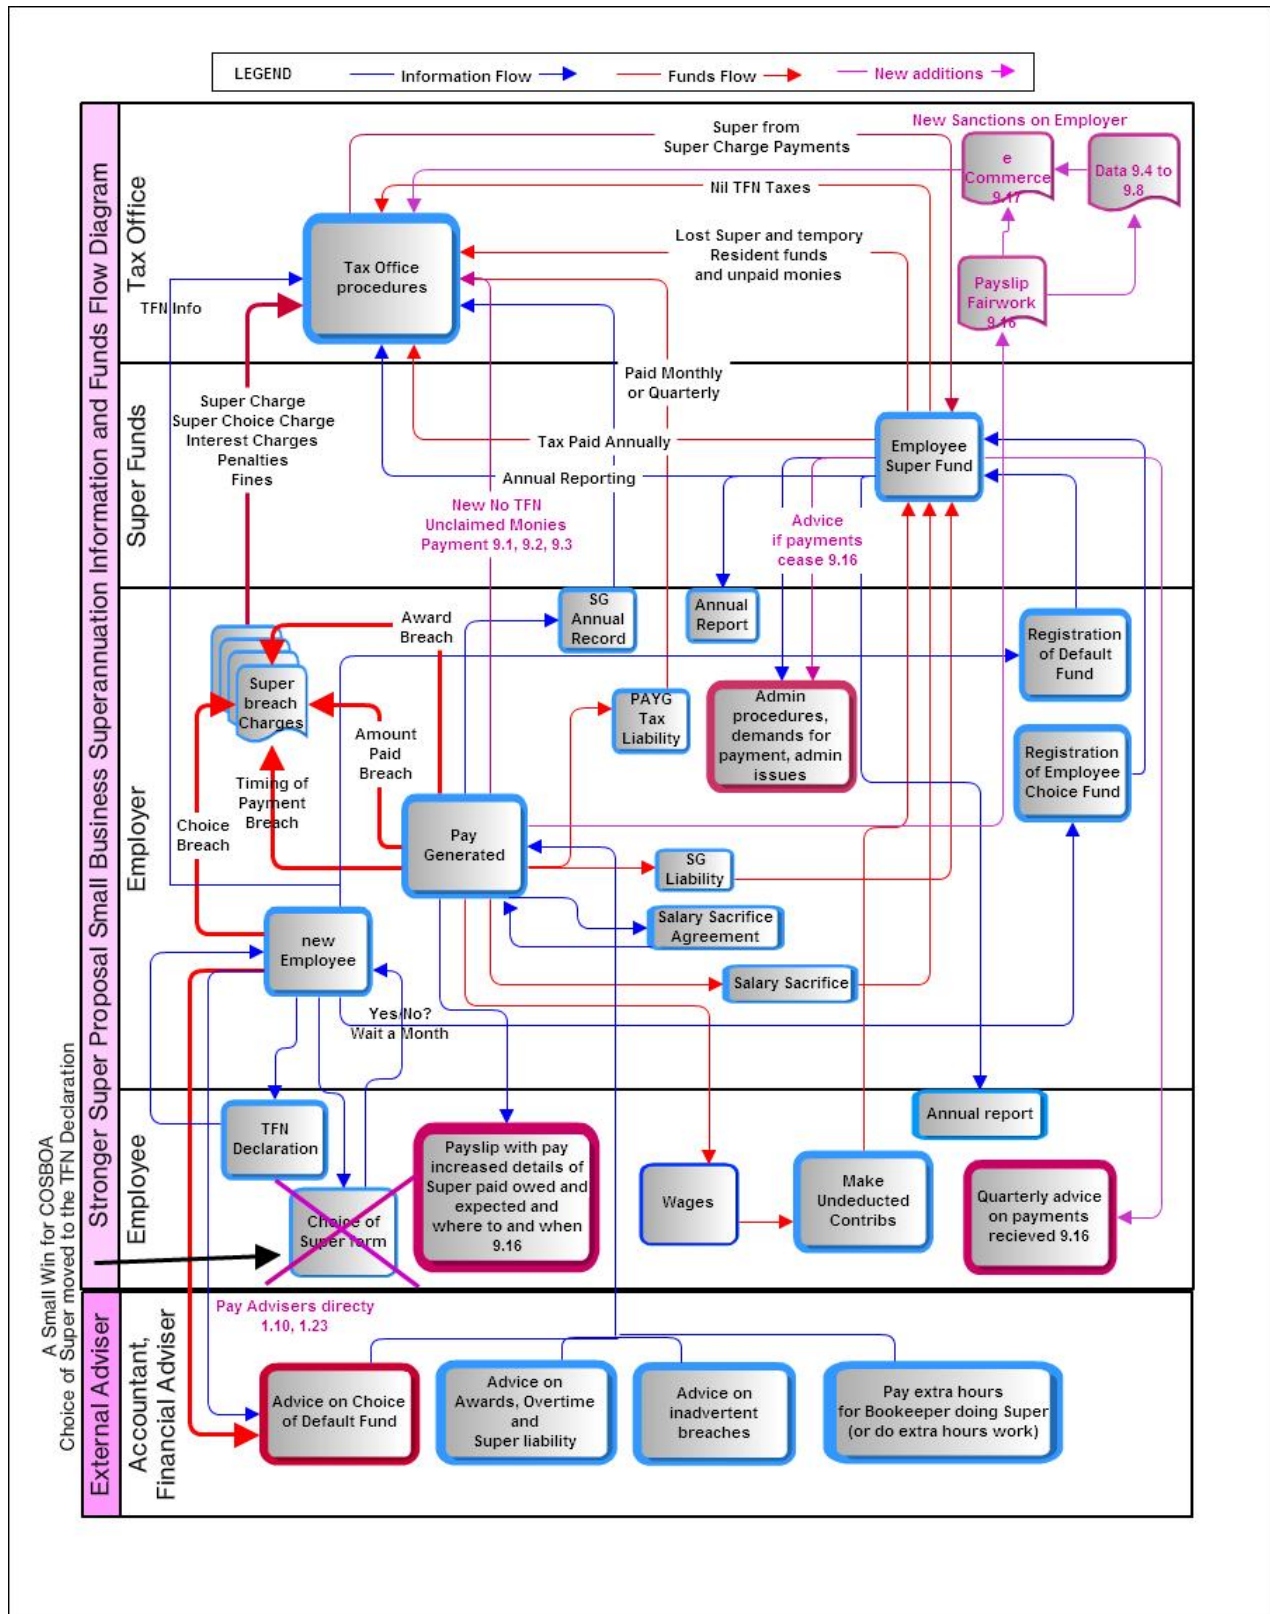 LEGEND
Information Flow
Funds Flow
New additions
Stronger Super Proposal Small Business Superannuation Information and Funds Flow Diagram
Tax Office
Super from
Super Charge Payments
New Sanctions on Employer
e
Commerce
9.17
Data 9.4 to
9.8
Nil TFN Taxes
Lost Super and tempory
Resident funds
and unpaid monies
Tax Office
procedures
Payslip
Fairwork
9.16
TFN Info
Super Funds
Paid Monthly
or Quarterly
Super Charge
Super Choice Charge
Interest Charges
Penalties
Fines
Tax Paid Annually
Employee
Super Fund
Annual Reporting
New No TFN
Unclaimed Monies
Payment 9.1, 9.2, 9.3
Advice
if payments
cease 9.16
Employer
SG
Annual
Record
Annual
Report
Award
Breach
Registration
of Default
Fund
Super
breach
Charges
PAYG
Tax
Liability
Admin
procedures,
demands for
payment, admin
issues
Amount
Paid
Breach
Registration
of Employee
Choice Fund
Timing of
Payment
Breach
Choice
Breach
Pay
Generated
SG
Liability
Salary Sacrifice
Agreement
new
Employee
Salary Sacrifice
Yes/No?
Wait a Month
Employee
Annual report
TFN
Declaration
Payslip with pay
increased details of
Super paid owed and
expected and
where to and when
9.16
Wages
Make
Undeducted
Contribs
Quarterly advice
on payments
recieved 9.16
Choice of
Super form
A Small Win for COSBOA
Choice of Super moved to the TFN Declaration
External Adviser
Accountant,
Financial Adviser
Pay Advisers directy
1.10, 1.23
Advice on Choice
of Default Fund
Advice on
Awards, Overtime
and
Super liability
Advice on
inadvertent
breaches
Pay extra hours
for Bookeeper doing Super
(or do extra hours work)